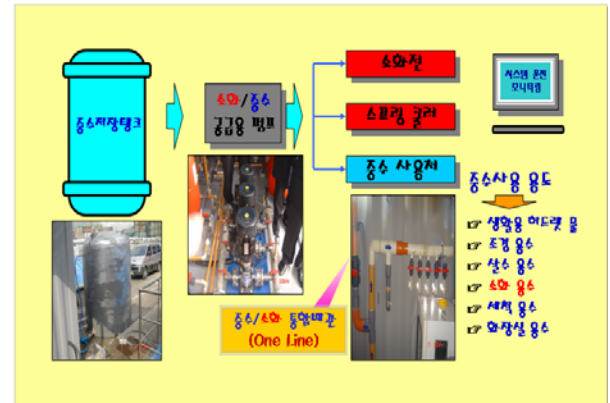 중수저장탱크
소화/중수
공급용 펌프
소화전
스프링 쿨러
중수 사용처
시스템 운전
모니터링
중수사용 용도
☞ 생활용 허드렛 물
☞ 조경 용수
☞ 살수 용수
☞ 소화 용수
☞ 세척 용수
☞ 화장실 용수
중수/소화 통합배관
(One Line)